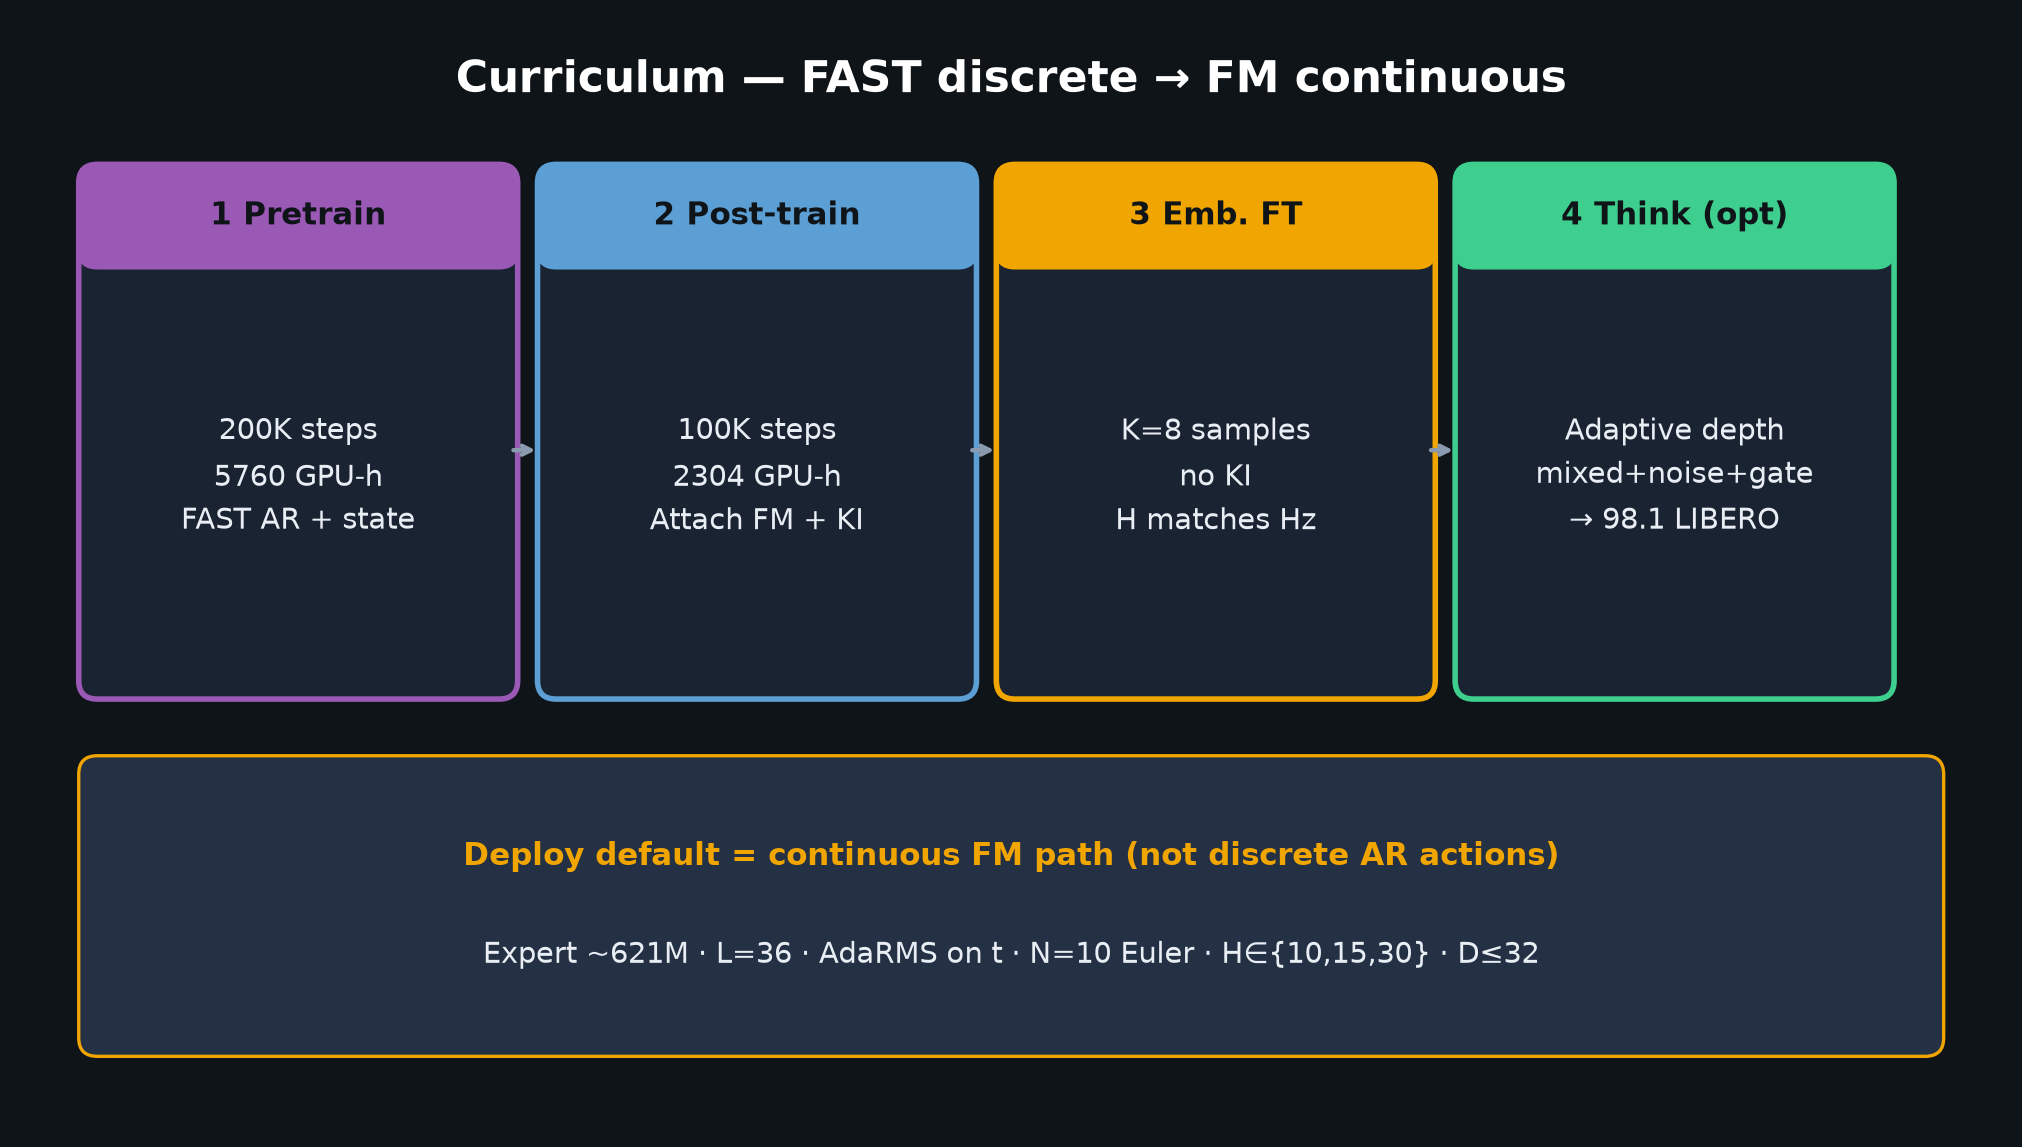 Curriculum — FAST discrete → FM continuous
1 Pretrain
200K steps
5760 GPU-h
FAST AR + state
2 Post-train
100K steps
2304 GPU-h
Attach FM + KI
3 Emb. FT
K=8 samples
no KI
H matches Hz
4 Think (opt)
Adaptive depth
mixed+noise+gate
→ 98.1 LIBERO
Deploy default = continuous FM path (not discrete AR actions)
Expert ~621M · L=36 · AdaRMS on t · N=10 Euler · H∈{10,15,30} · D≤32